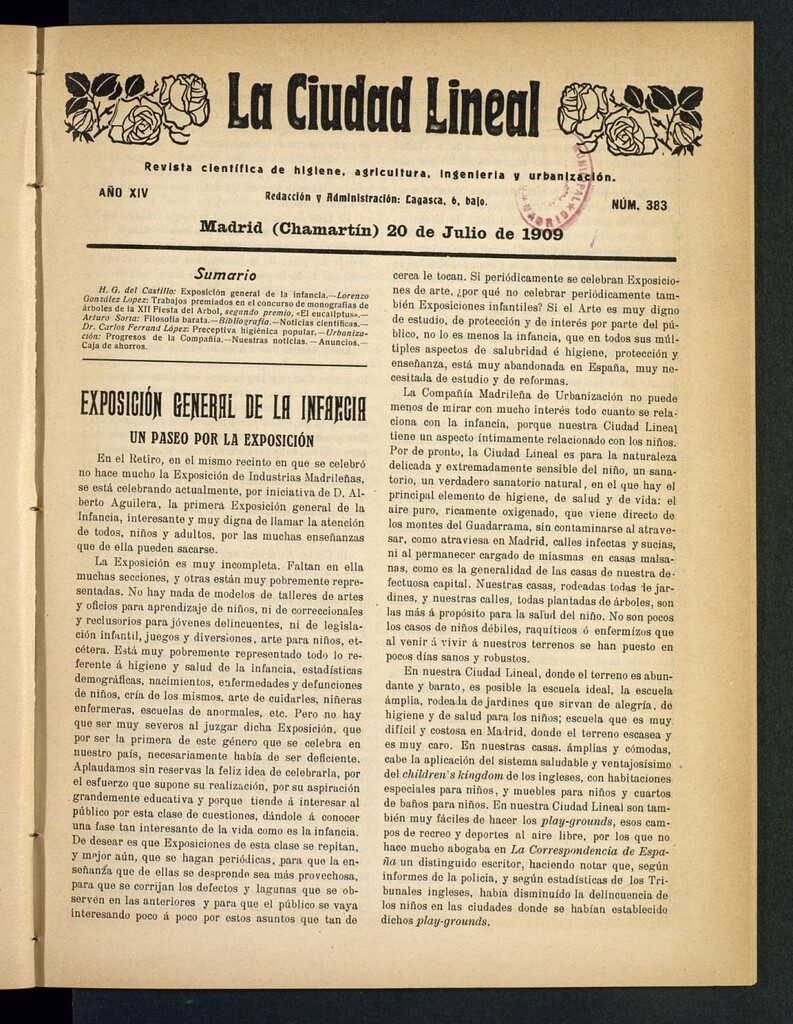 La Ciudad Lineal
Revista científica de higiene, agricultura, ingeniería y urbanización.
AÑO XIV
Redacción y Administración: Lagasca, 6, bajo.
NÚM. 383
MUNICIPAL
MADRID
Madrid (Chamartín) 20 de Julio de 1909
Sumario
H. G. del Castillo: Exposición general de la infancia.—Lorenzo
González Lopez: Trabajos premiados en el concurso de monografías de
árboles de la XII Fiesta del Arbol, segundo premio, «El eucaliptus».—
Arturo Soria: Filosofía barata.—Bibliografía.—Noticias científicas.—
Dr. Carlos Ferrand López: Preceptiva higiénica popular.—Urbaniza-
ción: Progresos de la Compañía.—Nuestras noticias.—Anuncios.—
Caja de ahorros.
EXPOSICIÓN GENERAL DE LA INFANCIA
UN PASEO POR LA EXPOSICIÓN
En el Retiro, en el mismo recinto en que se celebró
no hace mucho la Exposición de Industrias Madrileñas,
se está celebrando actualmente, por iniciativa de D. Al-
berto Aguilera, la primera Exposición general de la
Infancia, interesante y muy digna de llamar la atención
de todos, niños y adultos, por las muchas enseñanzas
que de ella pueden sacarse.
La Exposición es muy incompleta. Faltan en ella
muchas secciones, y otras están muy pobremente repre-
sentadas. No hay nada de modelos de talleres de artes
y oficios para aprendizaje de niños, ni de correccionales
y reclusorios para jóvenes delincuentes, ni de legisla-
ción infantil, juegos y diversiones, arte para niños, et-
cétera. Está muy pobremente representado todo lo re-
ferente á higiene y salud de la infancia, estadísticas
demográficas, nacimientos, enfermedades y defunciones
de niños, cría de los mismos, arte de cuidarles, niñeras
enfermeras, escuelas de anormales, etc. Pero no hay
que ser muy severos al juzgar dicha Exposición, que
por ser la primera de este género que se celebra en
nuestro país, necesariamente había de ser deficiente.
Aplaudamos sin reservas la feliz idea de celebrarla, por
el esfuerzo que supone su realización, por su aspiración
grandemente educativa y porque tiende á interesar al
público por esta clase de cuestiones, dándole á conocer
una fase tan interesante de la vida como es la infancia.
De desear es que Exposiciones de esta clase se repitan,
y mejor aún, que se hagan periódicas, para que la en-
señanza que de ellas se desprende sea más provechosa,
para que se corrijan los defectos y lagunas que se ob-
serven en las anteriores y para que el público se vaya
interesando poco á poco por estos asuntos que tan de
cerca le tocan. Si periódicamente se celebran Exposicio-
nes de arte, ¿por qué no celebrar periódicamente tam-
bién Exposiciones infantiles? Si el Arte es muy digno
de estudio, de protección y de interés por parte del pú-
blico, no lo es menos la infancia, que en todos sus múl-
tiples aspectos de salubridad é higiene, protección y
enseñanza, está muy abandonada en España, muy ne-
cesitada de estudio y de reformas.
La Compañía Madrileña de Urbanización no puede
menos de mirar con mucho interés todo cuanto se rela-
ciona con la infancia, porque nuestra Ciudad Lineal
tiene un aspecto íntimamente relacionado con los niños.
Por de pronto, la Ciudad Lineal es para la naturaleza
delicada y extremadamente sensible del niño, un sana-
torio, un verdadero sanatorio natural, en el que hay el
principal elemento de higiene, de salud y de vida: el
aire puro, ricamente oxigenado, que viene directo de
los montes del Guadarrama, sin contaminarse al atrave-
sar, como atraviesa en Madrid, calles infectas y sucias,
ni al permanecer cargado de miasmas en casas malsa-
nas, como es la generalidad de las casas de nuestra de-
fectuosa capital. Nuestras casas, rodeadas todas de jar-
dines, y nuestras calles, todas plantadas de árboles, son
las más á propósito para la salud del niño. No son pocos
los casos de niños débiles, raquíticos ó enfermizos que
al venir á vivir á nuestros terrenos se han puesto en
pocos días sanos y robustos.
En nuestra Ciudad Lineal, donde el terreno es abun-
dante y barato, es posible la escuela ideal, la escuela
ámplia, rodeada de jardines que sirvan de alegría, de
higiene y de salud para los niños; escuela que es muy
difícil y costosa en Madrid, donde el terreno escasea y
es muy caro. En nuestras casas, ámplias y cómodas,
cabe la aplicación del sistema saludable y ventajosísimo
del children's kingdom de los ingleses, con habitaciones
especiales para niños, y muebles para niños y cuartos
de baños para niños. En nuestra Ciudad Lineal son tam-
bién muy fáciles de hacer los play-grounds, esos cam-
pos de recreo y deportes al aire libre, por los que no
hace mucho abogaba en La Correspondencia de Espa-
ña un distinguido escritor, haciendo notar que, según
informes de la policía, y según estadísticas de los Tri-
bunales ingleses, había disminuído la delincuencia de
los niños en las ciudades donde se habían establecido
dichos play-grounds.